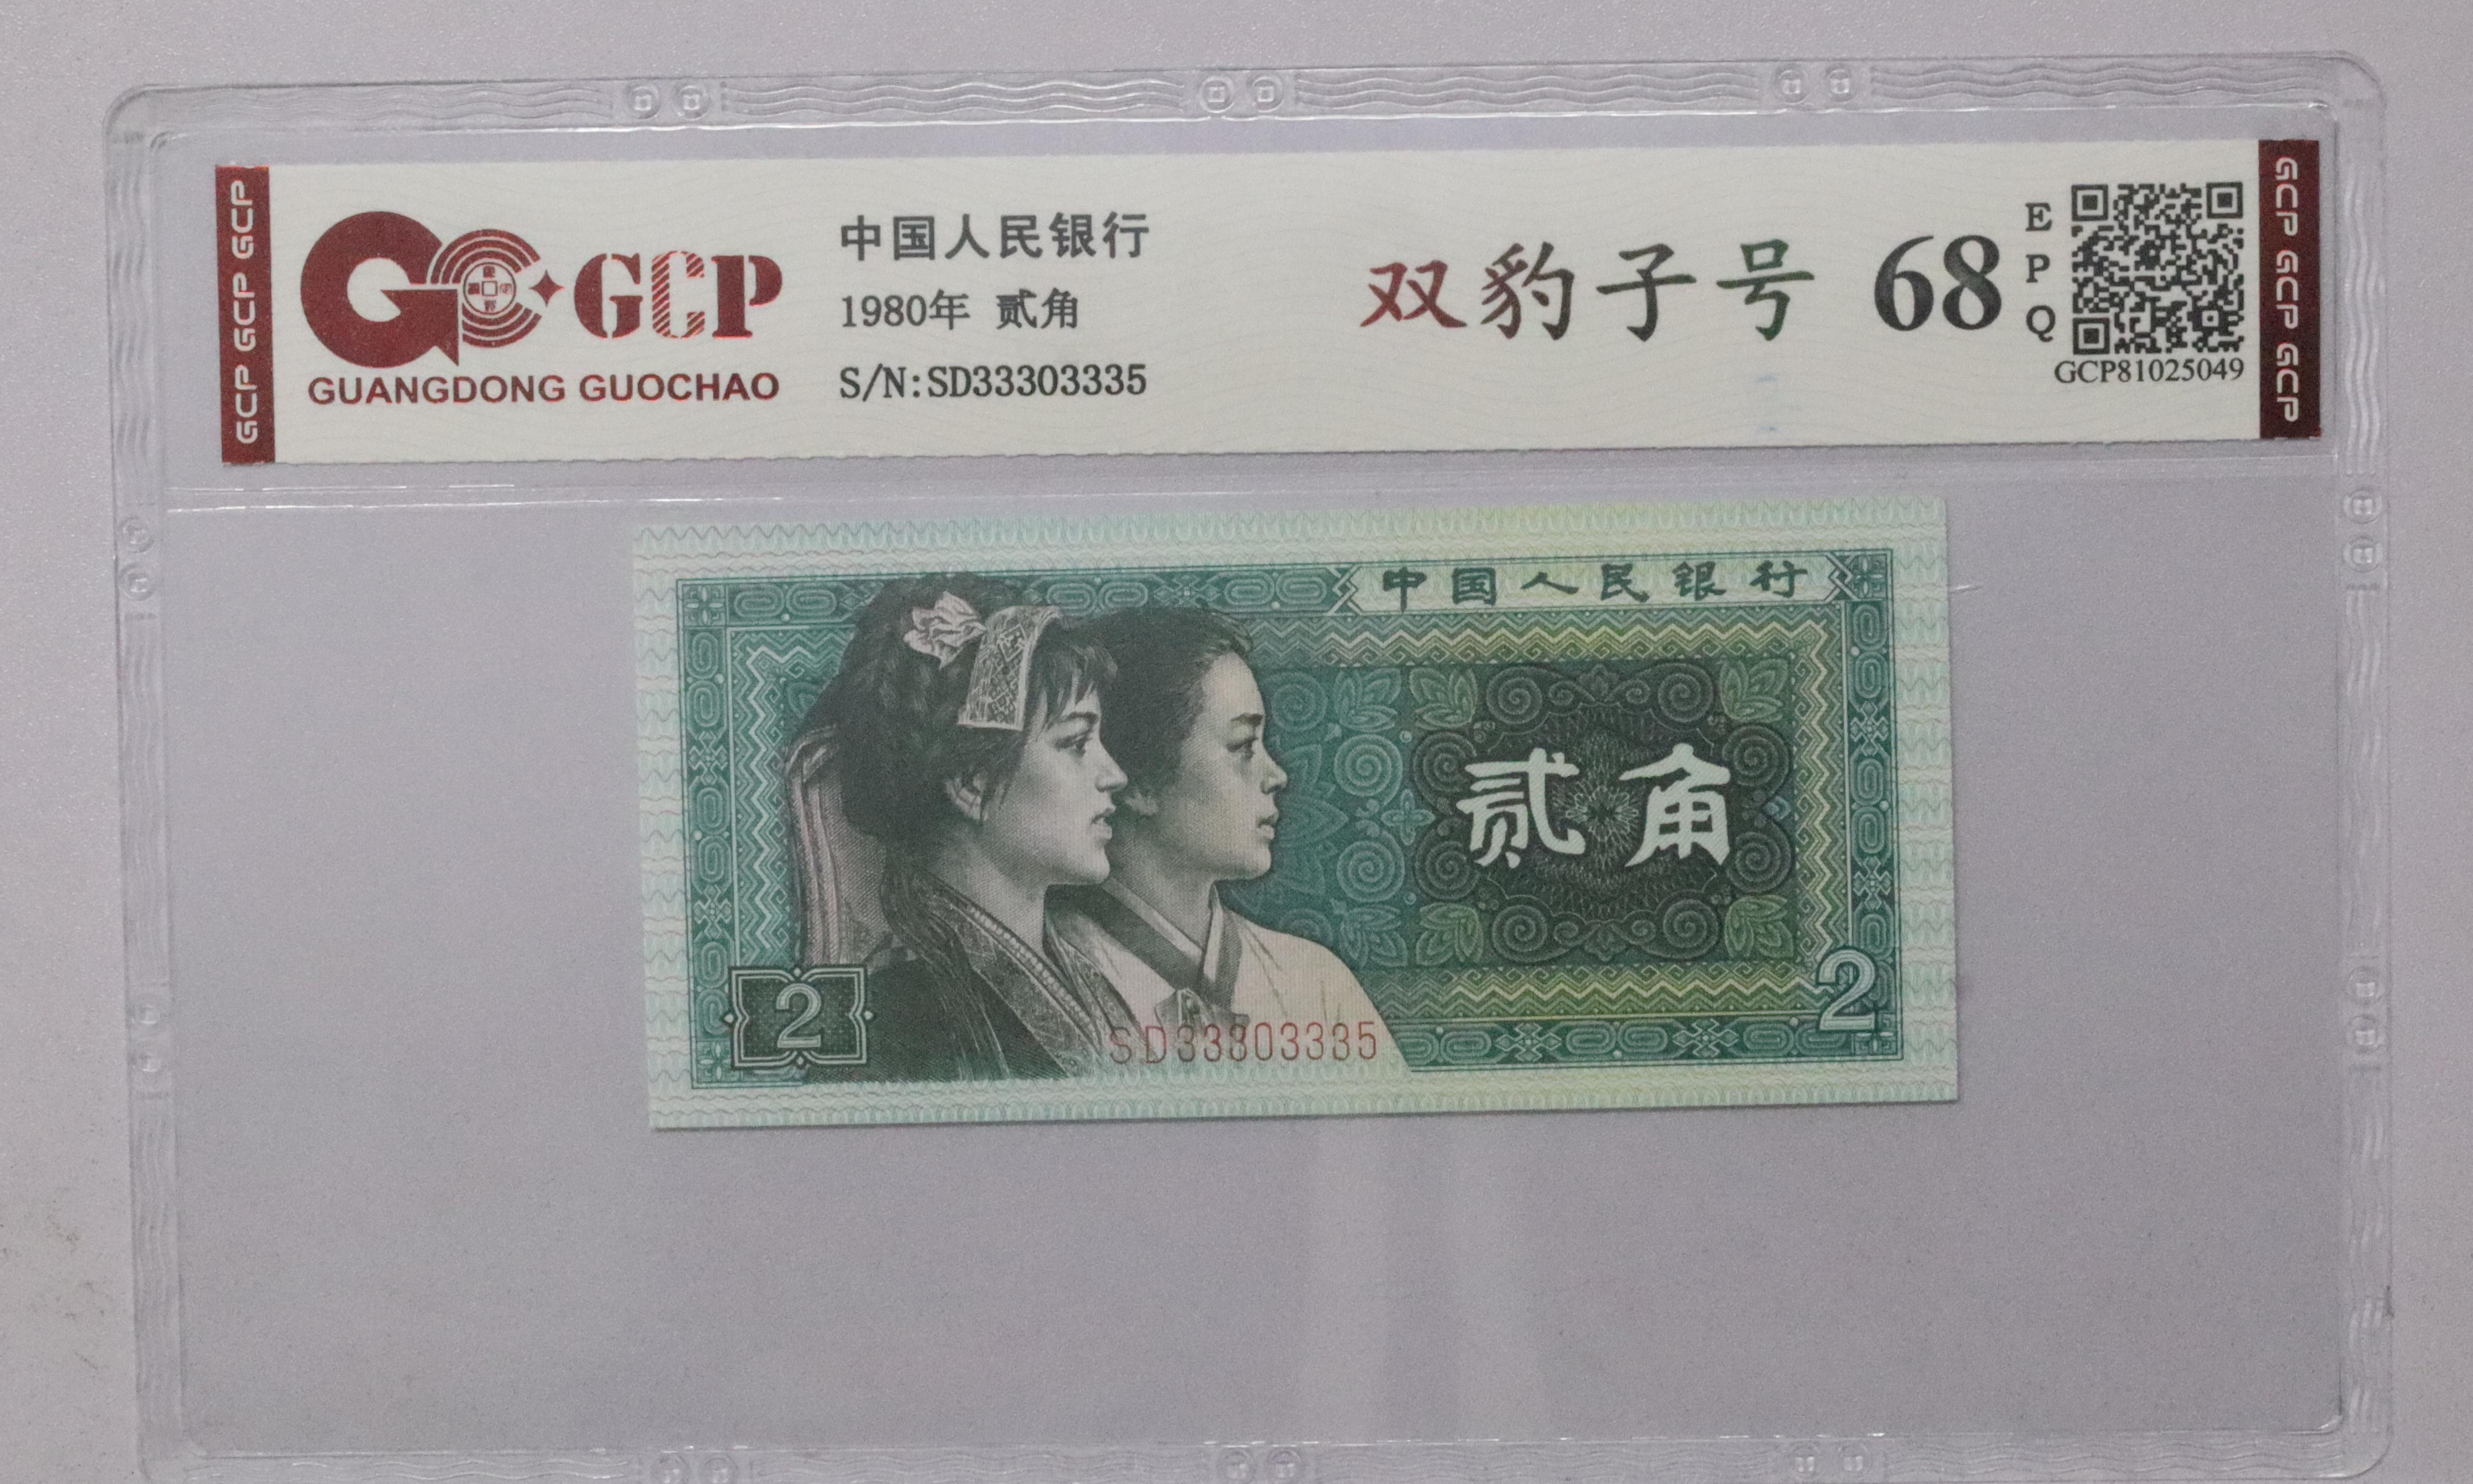 GCP GCP GCP
GCP
GUANGDONG GUOCHAO
中国人民银行
1980年 贰角
S/N:SD33303335
双豹子号 68
EPQ
GCP81025049
GCP GCP GCP
中国人民银行
贰角
2
2
SD33303335